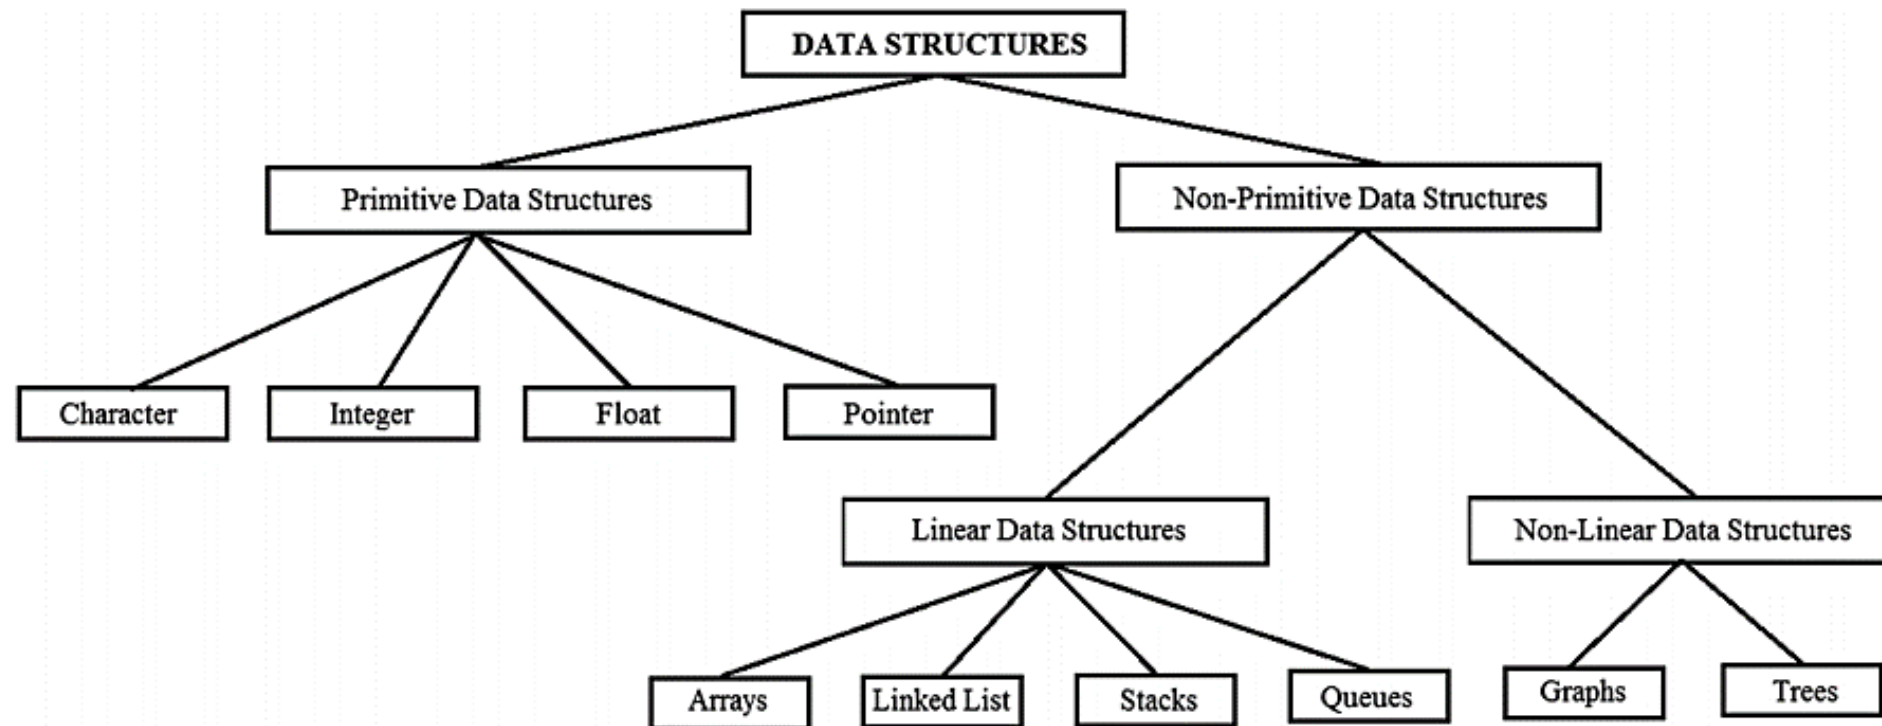 DATA STRUCTURES
Primitive Data Structures
Non-Primitive Data Structures
Character
Integer
Float
Pointer
Linear Data Structures
Non-Linear Data Structures
Arrays
Linked List
Stacks
Queues
Graphs
Trees